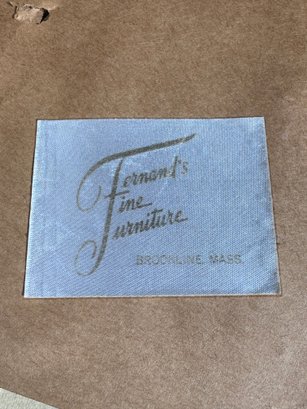 Fernand's
Fine
Furniture
BROOKLINE, MASS.